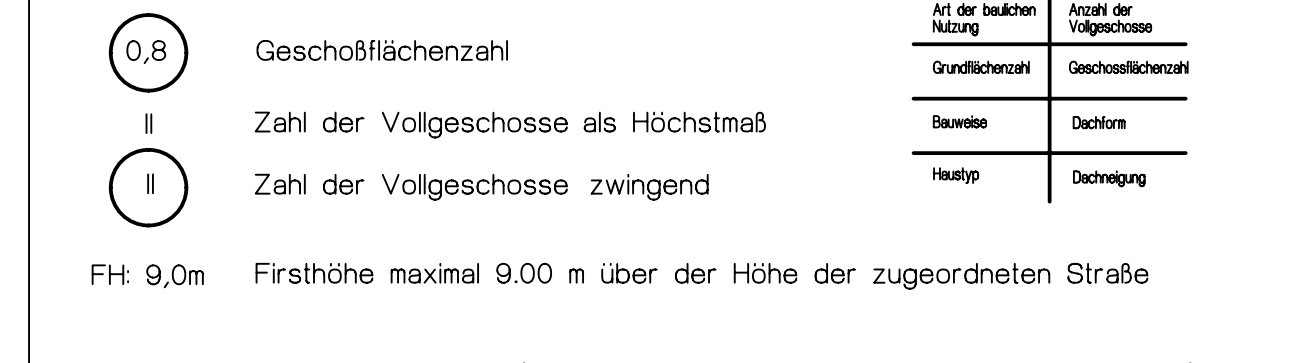 0,8 Geschoßflächenzahl
II Zahl der Vollgeschosse als Höchstmaß
II Zahl der Vollgeschosse zwingend
FH: 9,0m Firsthöhe maximal 9.00 m über der Höhe der zugeordneten Straße
Art der baulichen Anzahl der
Nutzung Vollgeschosse
Grundflächenzahl Geschossflächenzahl
Bauweise Dachform
Haustyp Dachneigung